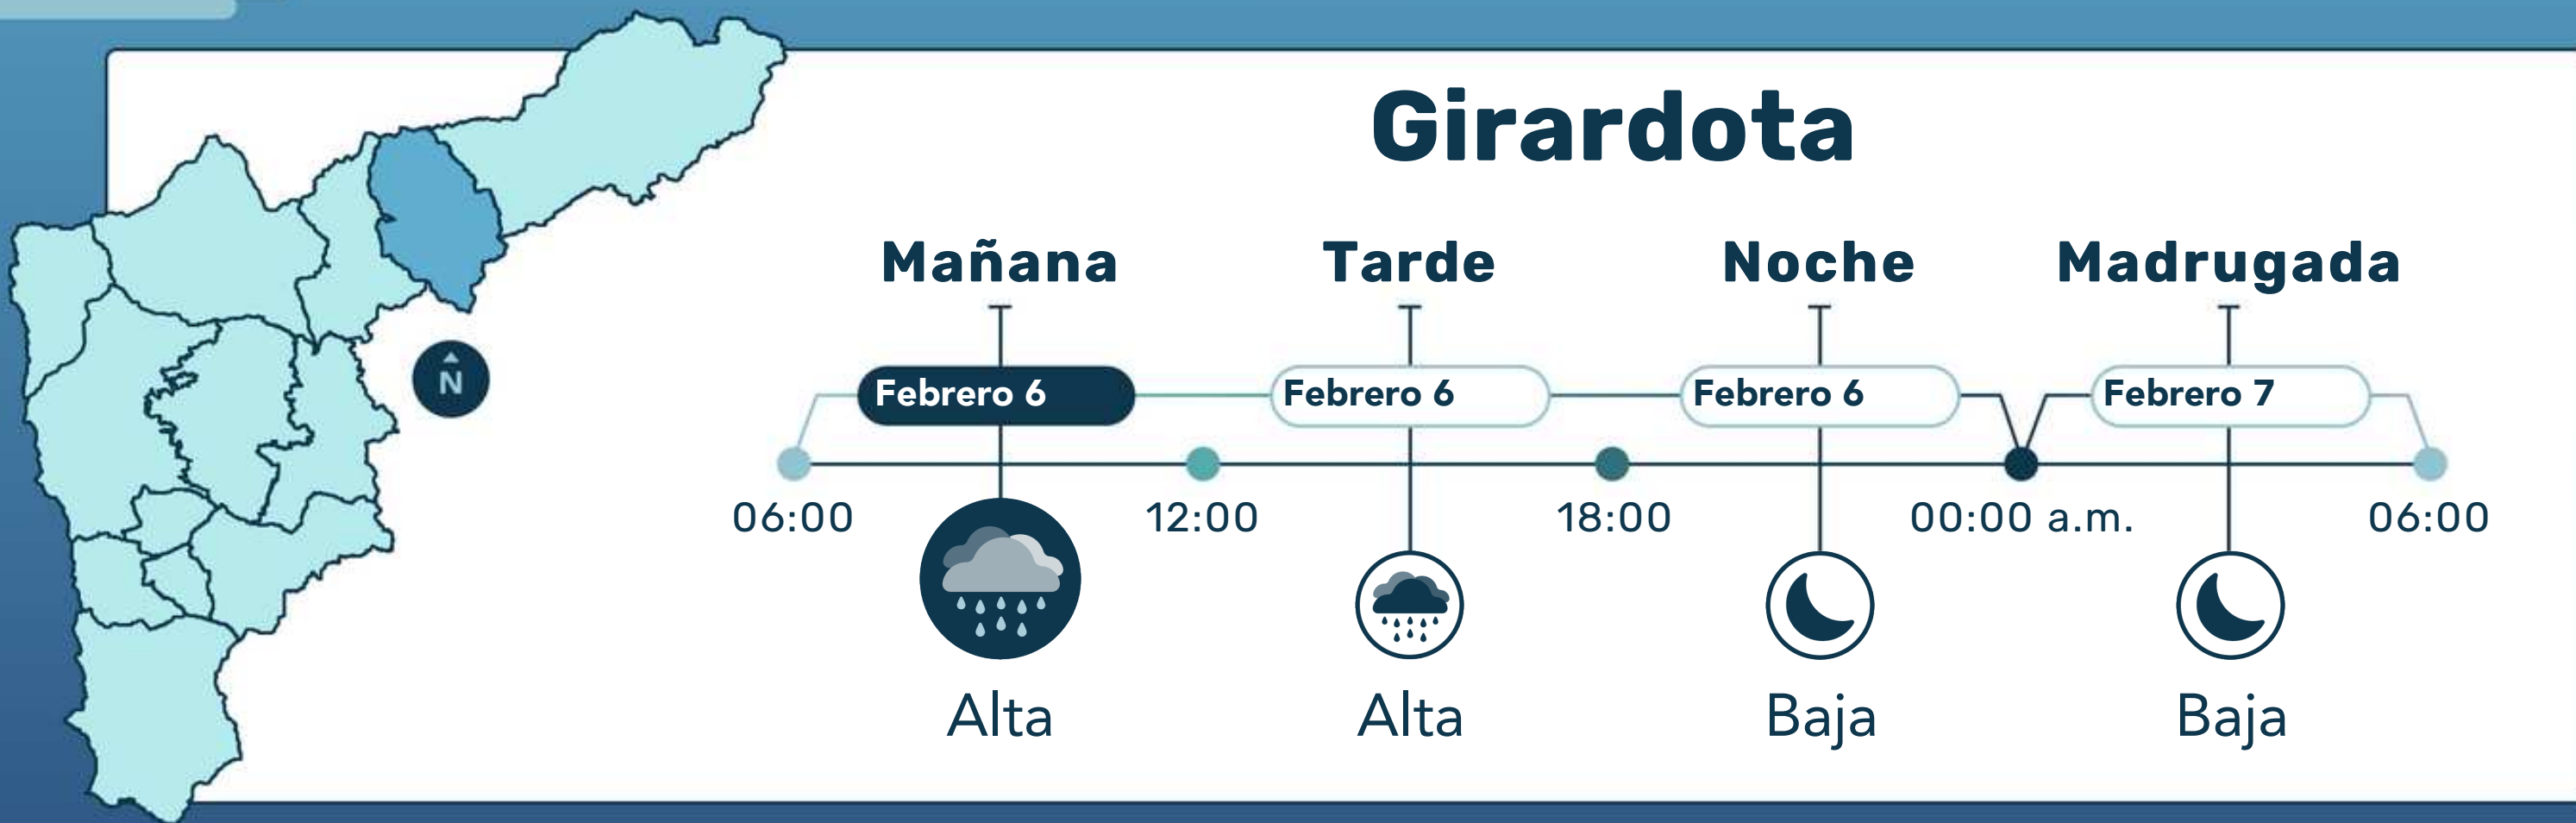 Girardota
Mañana Tarde Noche Madrugada
Febrero 6 Febrero 6 Febrero 6 Febrero 7
N
06:00 12:00 18:00 00:00 a.m. 06:00
Alta Alta Baja Baja